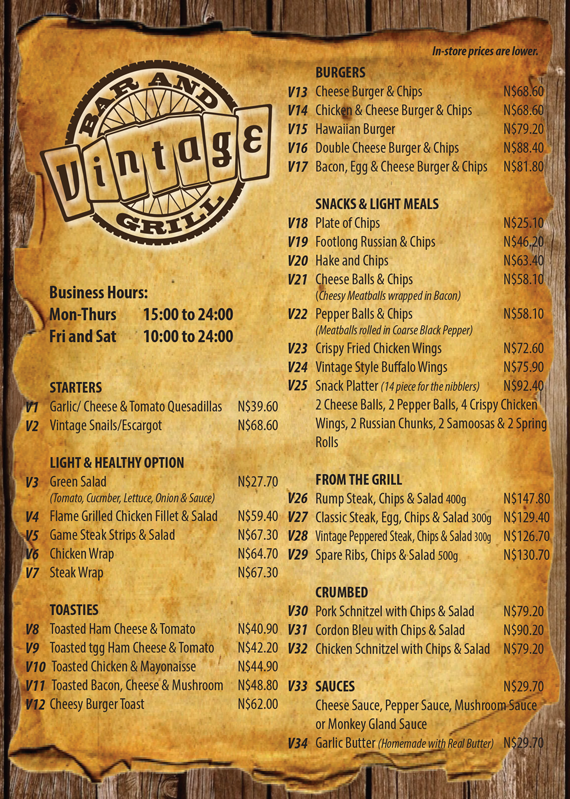 BAR AND
Vintage
GRILL
Business Hours:
Mon-Thurs 15:00 to 24:00
Fri and Sat 10:00 to 24:00
STARTERS
V1 Garlic/ Cheese & Tomato Quesadillas N$39.60
V2 Vintage Snails/Escargot N$68.60
LIGHT & HEALTHY OPTION
V3 Green Salad N$27.70
(Tomato, Cucmber, Lettuce, Onion & Sauce)
V4 Flame Grilled Chicken Fillet & Salad N$59.40
V5 Game Steak Strips & Salad N$67.30
V6 Chicken Wrap N$64.70
V7 Steak Wrap N$67.30
TOASTIES
V8 Toasted Ham Cheese & Tomato N$40.90
V9 Toasted tgg Ham Cheese & Tomato N$42.20
V10 Toasted Chicken & Mayonaisse N$44.90
V11 Toasted Bacon, Cheese & Mushroom N$48.80
V12 Cheesy Burger Toast N$62.00
In-store prices are lower.
BURGERS
V13 Cheese Burger & Chips N$68.60
V14 Chicken & Cheese Burger & Chips N$68.60
V15 Hawaiian Burger N$79.20
V16 Double Cheese Burger & Chips N$88.40
V17 Bacon, Egg & Cheese Burger & Chips N$81.80
SNACKS & LIGHT MEALS
V18 Plate of Chips N$25.10
V19 Footlong Russian & Chips N$46,20
V20 Hake and Chips N$63.40
V21 Cheese Balls & Chips N$58.10
(Cheesy Meatballs wrapped in Bacon)
V22 Pepper Balls & Chips N$58.10
(Meatballs rolled in Coarse Black Pepper)
V23 Crispy Fried Chicken Wings N$72.60
V24 Vintage Style Buffalo Wings N$75.90
V25 Snack Platter (14 piece for the nibblers) N$92.40
2 Cheese Balls, 2 Pepper Balls, 4 Crispy Chicken
Wings, 2 Russian Chunks, 2 Samoosas & 2 Spring
Rolls
FROM THE GRILL
V26 Rump Steak, Chips & Salad 400g N$147.80
V27 Classic Steak, Egg, Chips & Salad 300g N$129.40
V28 Vintage Peppered Steak, Chips & Salad 300g N$126.70
V29 Spare Ribs, Chips & Salad 500g N$130.70
CRUMBED
V30 Pork Schnitzel with Chips & Salad N$79.20
V31 Cordon Bleu with Chips & Salad N$90.20
V32 Chicken Schnitzel with Chips & Salad N$79.20
V33 SAUCES N$29.70
Cheese Sauce, Pepper Sauce, Mushroom Sauce
or Monkey Gland Sauce
V34 Garlic Butter (Homemade with Real Butter) N$29.70